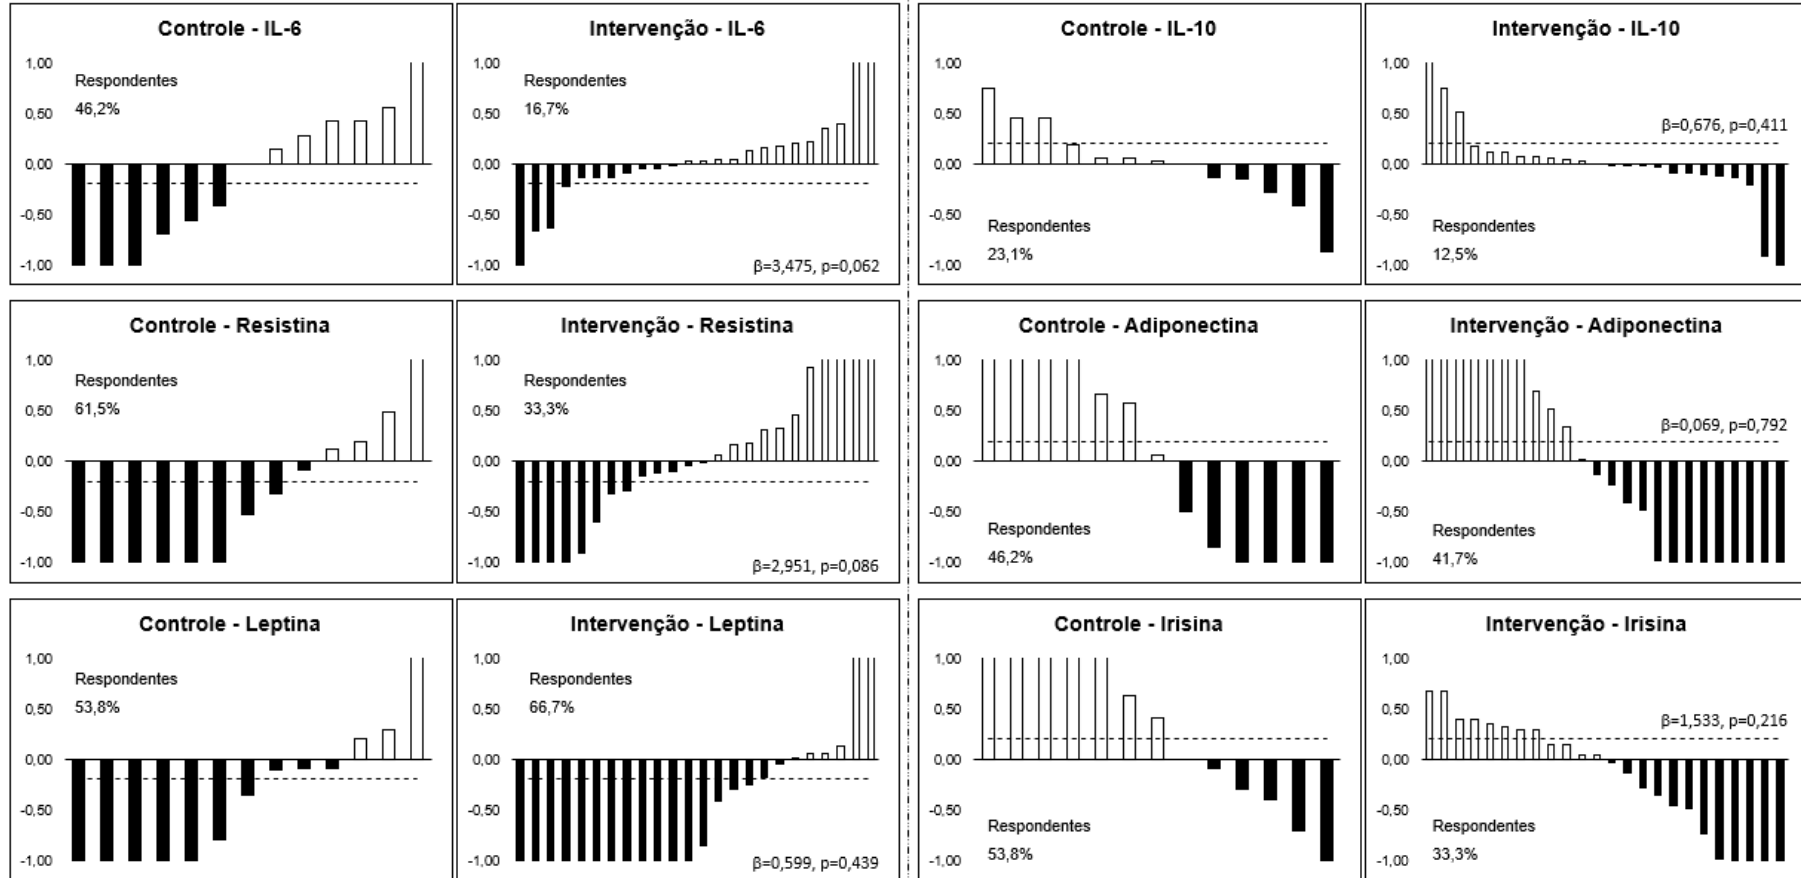 Controle - IL-6
1,00
0,50
0,00
-0,50
-1,00
Respondentes
46,2%
Intervenção - IL-6
1,00
0,50
0,00
-0,50
-1,00
Respondentes
16,7%
β=3,475, p=0,062
Controle - IL-10
1,00
0,50
0,00
-0,50
-1,00
Respondentes
23,1%
Intervenção - IL-10
1,00
0,50
0,00
-0,50
-1,00
β=0,676, p=0,411
Respondentes
12,5%
Controle - Resistina
1,00
0,50
0,00
-0,50
-1,00
Respondentes
61,5%
Intervenção - Resistina
1,00
0,50
0,00
-0,50
-1,00
Respondentes
33,3%
β=2,951, p=0,086
Controle - Adiponectina
1,00
0,50
0,00
-0,50
-1,00
Respondentes
46,2%
Intervenção - Adiponectina
1,00
0,50
0,00
-0,50
-1,00
β=0,069, p=0,792
Respondentes
41,7%
Controle - Leptina
1,00
0,50
0,00
-0,50
-1,00
Respondentes
53,8%
Intervenção - Leptina
1,00
0,50
0,00
-0,50
-1,00
Respondentes
66,7%
β=0,599, p=0,439
Controle - Irisina
1,00
0,50
0,00
-0,50
-1,00
Respondentes
53,8%
Intervenção - Irisina
1,00
0,50
0,00
-0,50
-1,00
β=1,533, p=0,216
Respondentes
33,3%